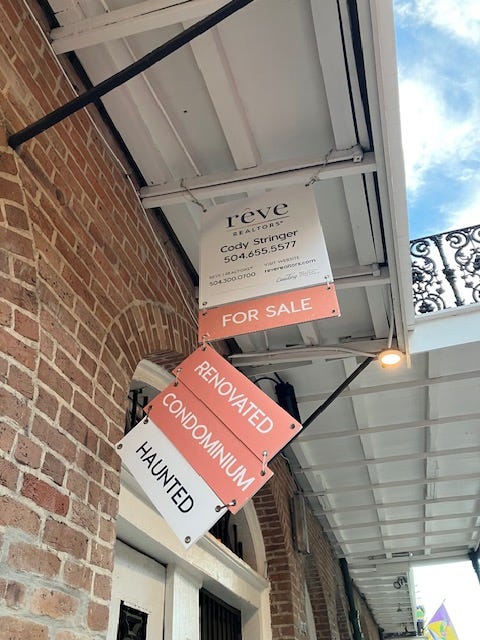 rêve
REALTORS®
Cody Stringer
504.655.5577
REVE | REALTORS®
504.300.0700
VISIT WEBSITE
reverealtors.com
FOR SALE
RENOVATED
CONDOMINIUM
HAUNTED